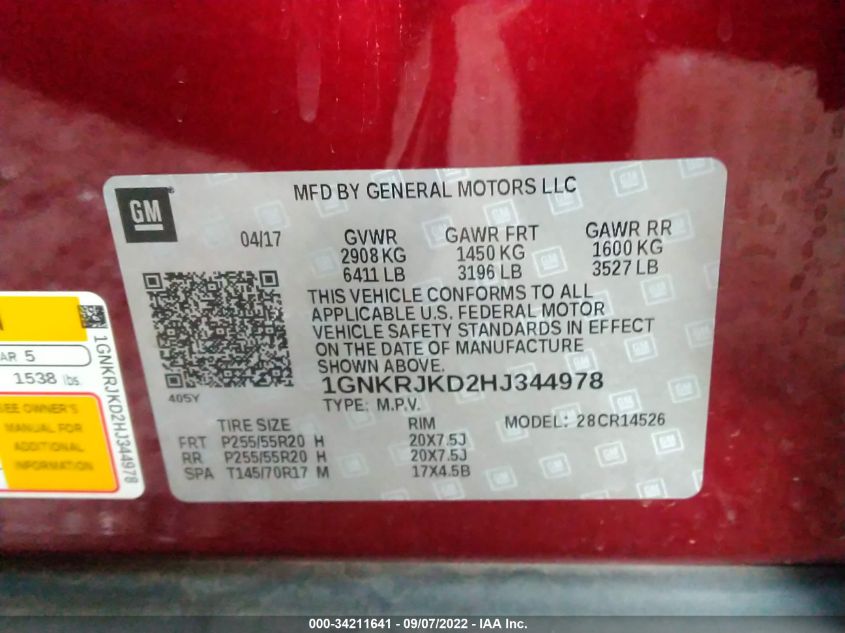 MFD BY GENERAL MOTORS LLC
GM
04/17
GVWR GAWR FRT GAWR RR
2908 KG 1450 KG 1600 KG
6411 LB 3196 LB 3527 LB
THIS VEHICLE CONFORMS TO ALL
APPLICABLE U.S. FEDERAL MOTOR
VEHICLE SAFETY STANDARDS IN EFFECT
ON THE DATE OF MANUFACTURE
SHOWN ABOVE.
1GNKRJKD2HJ344978
405Y
TYPE: M.P.V.
TIRE SIZE RIM MODEL: 28CR14526
FRT P255/55R20 H 20X7.5J
RR P255/55R20 H 20X7.5J
SPA T145/70R17 M 17X4.5B
AR 5
1538 lbs.
SEE OWNER'S
MANUAL FOR
ADDITIONAL
INFORMATION
1GNKRJKD2HJ344978
000-34211641 - 09/07/2022 - IAA Inc.